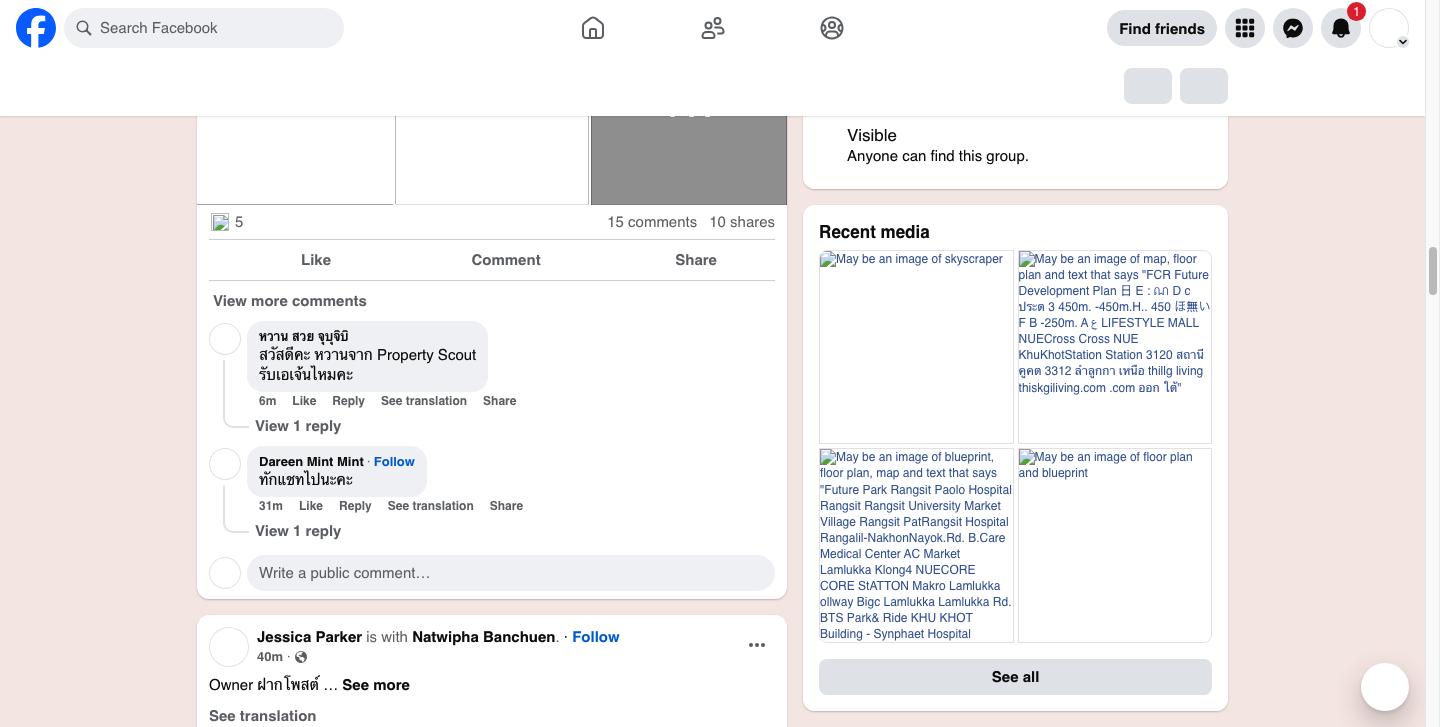 Search Facebook
Find friends
1
Visible
Anyone can find this group.
5
15 comments 10 shares
Like Comment Share
View more comments
หวาน สวย จุบุจิบิ
สวัสดีคะ หวานจาก Property Scout
รับเอเจ้นไหมคะ
6m Like Reply See translation Share
View 1 reply
Dareen Mint Mint · Follow
ทักแชทไปนะคะ
31m Like Reply See translation Share
View 1 reply
Write a public comment…
Jessica Parker is with Natwipha Banchuen. · Follow
40m ·
Owner ฝากโพสต์ … See more
See translation
Recent media
May be an image of skyscraper
May be an image of map, floor
plan and text that says "FCR Future
Development Plan 日 E : ณ D c
ประต 3 450m. -450m.H.. 450 ほ無い
F B -250m. A ع LIFESTYLE MALL
NUECross Cross NUE
KhuKhotStation Station 3120 สถานี
คูคต 3312 ลำลูกกา เหนือ thillg living
thiskgiliving.com .com ออก ใต้"
May be an image of blueprint,
floor plan, map and text that says
"Future Park Rangsit Paolo Hospital
Rangsit Rangsit University Market
Village Rangsit PatRangsit Hospital
Rangalil-NakhonNayok.Rd. B.Care
Medical Center AC Market
Lamlukka Klong4 NUECORE
CORE StATTON Makro Lamlukka
ollway Bigc Lamlukka Lamlukka Rd.
BTS Park& Ride KHU KHOT
Building - Synphaet Hospital
May be an image of floor plan
and blueprint
See all